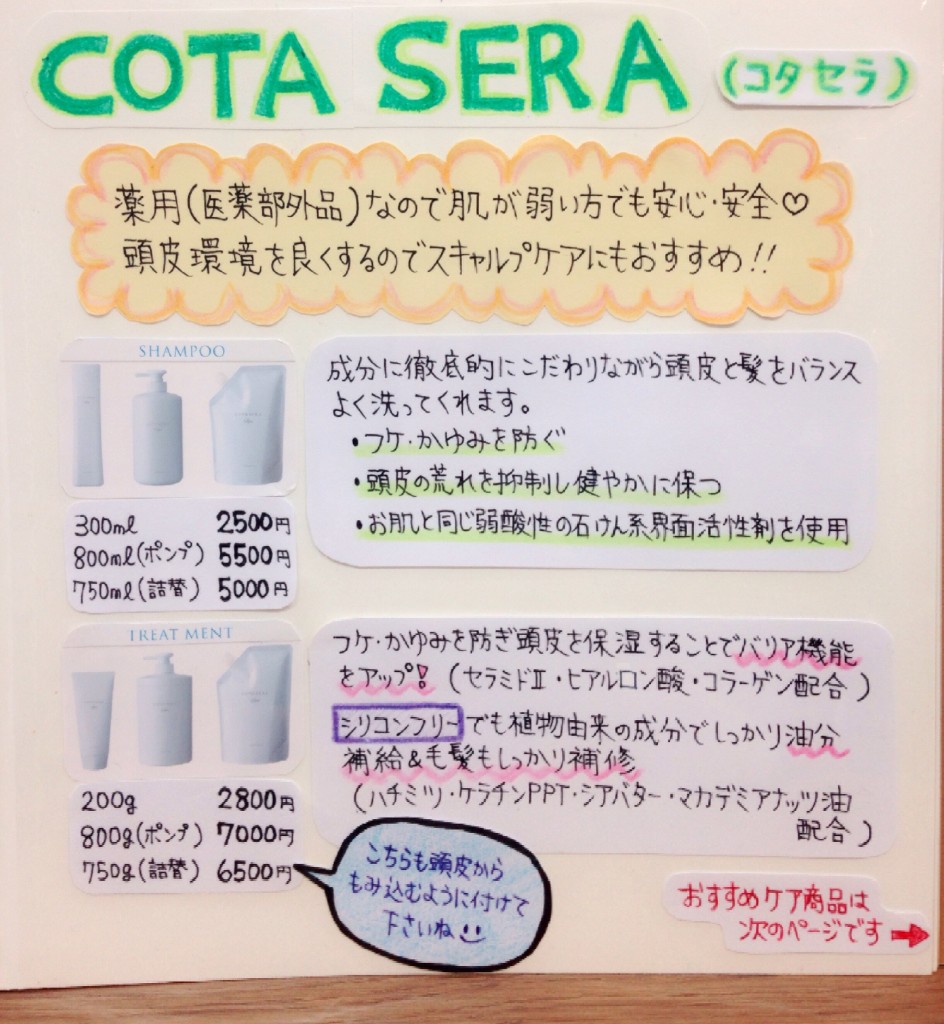 COTA SERA (コタセラ)
薬用(医薬部外品)なので肌が弱い方でも安心・安全♡
頭皮環境を良くするのでスキャルプケアにもおすすめ!!
SHAMPOO
300ml 2500円
800ml(ポンプ) 5500円
750ml(詰替) 5000円
成分に徹底的にこだわりながら頭皮と髪をバランス
よく洗ってくれます。
・フケ・かゆみを防ぐ
・頭皮の荒れを抑制し健やかに保つ
・お肌と同じ弱酸性の石けん系界面活性剤を使用
TREAT MENT
200g 2800円
800g(ポンプ) 7000円
750g(詰替) 6500円
フケ・かゆみを防ぎ頭皮を保湿することでバリア機能
をアップ!(セラミドⅡ・ヒアルロン酸・コラーゲン配合)
シリコンフリーでも植物由来の成分でしっかり油分
補給&毛髪もしっかり補修
(ハチミツ・ケラチンPPT・シアバター・マカデミアナッツ油
配合)
こちらも頭皮から
もみ込むように付けて
下さいね
おすすめケア商品は
次のページです→